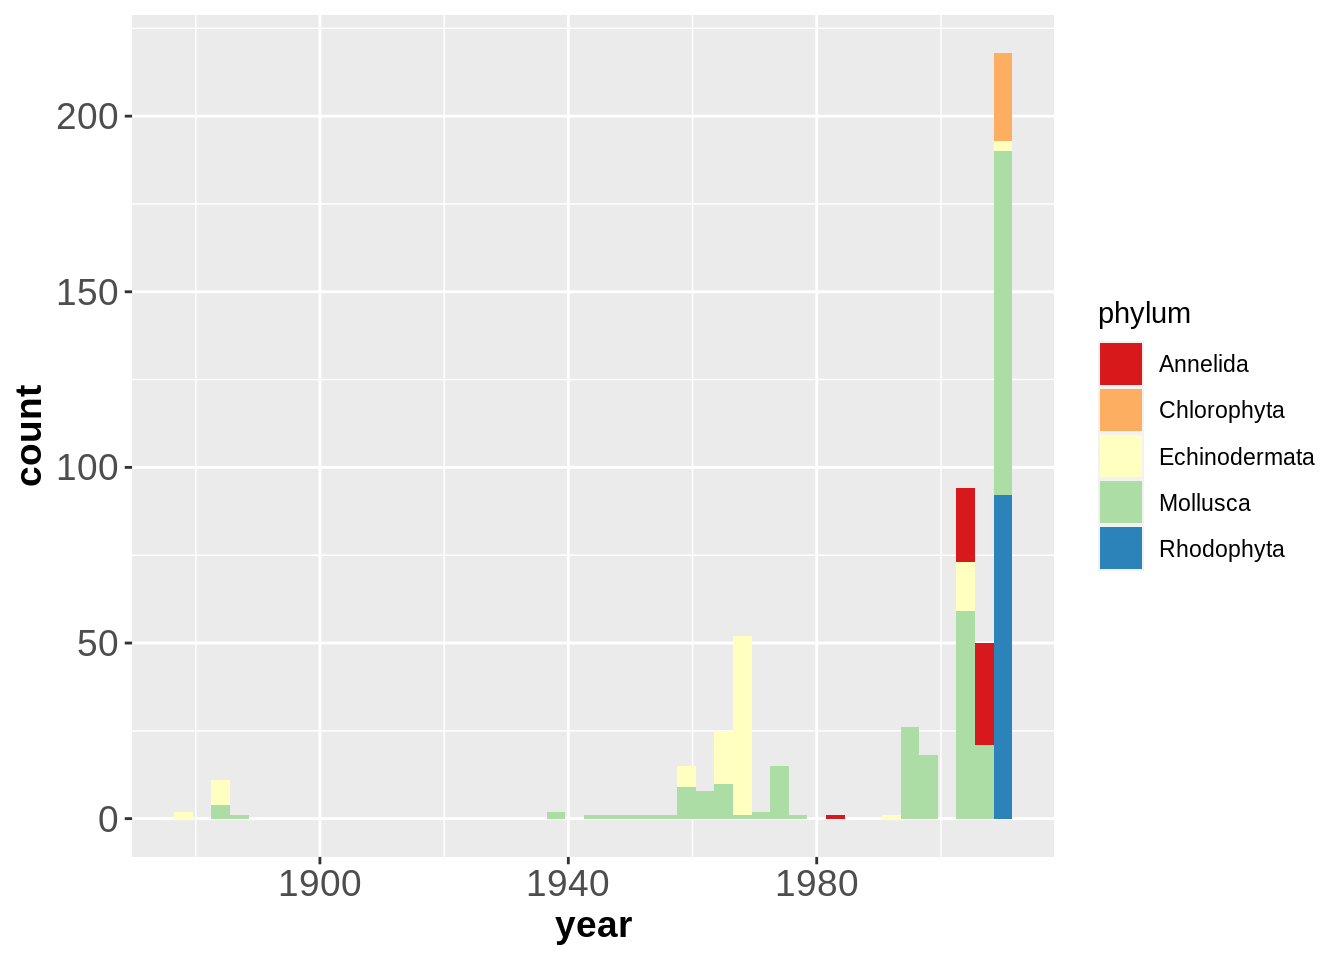 200
150
100
50
0
count
1900 1940 1980
year
phylum
Annelida
Chlorophyta
Echinodermata
Mollusca
Rhodophyta